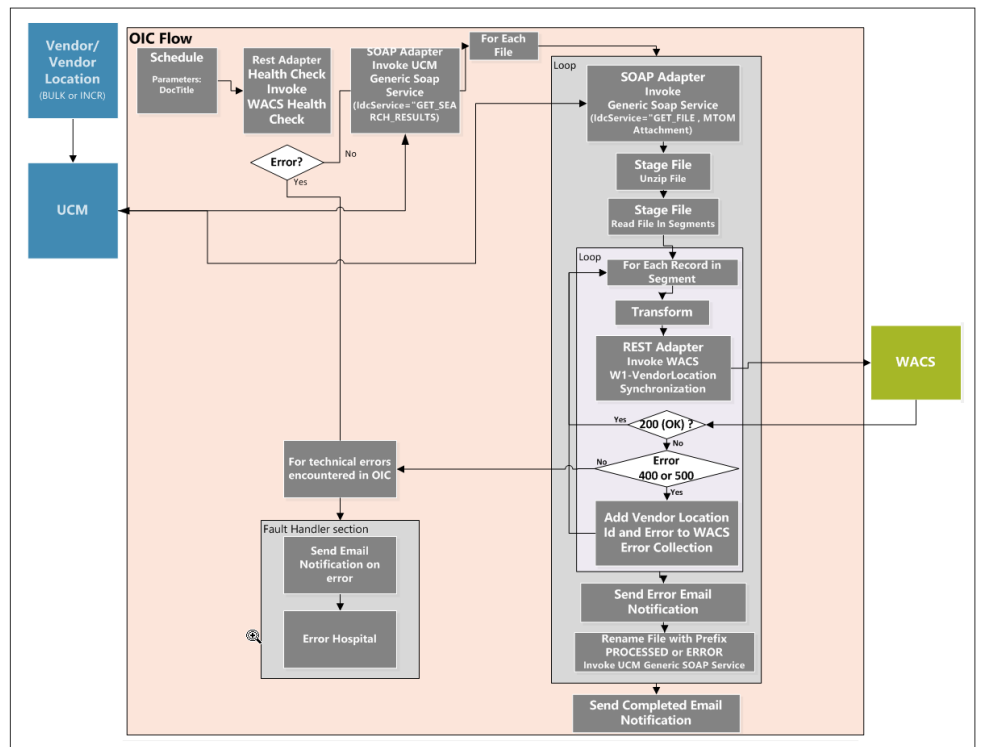 Vendor/
Vendor
Location
(BULK or INCR)
UCM
OIC Flow
Schedule
Parameters:
DocTitle
Rest Adapter
Health Check
Invoke
WACS Health
Check
Error?
No
Yes
SOAP Adapter
Invoke UCM
Generic Soap
Service
(IdcService="GET_SEA
RCH_RESULTS)
For Each
File
Loop
SOAP Adapter
Invoke
Generic Soap Service
(IdcService="GET_FILE , MTOM
Attachment)
Stage File
Unzip File
Stage File
Read File In Segments
Loop
For Each Record in
Segment
Transform
REST Adapter
Invoke WACS
W1-VendorLocation
Synchronization
WACS
Yes
200 (OK) ?
No
No
Error
400 or 500
Yes
Add Vendor Location
Id and Error to WACS
Error Collection
For technical errors
encountered in OIC
Fault Handler section
Send Email
Notification on
error
Error Hospital
Send Error Email
Notification
Rename File with Prefix
PROCESSED or ERROR
Invoke UCM Generic SOAP Service
Send Completed Email
Notification